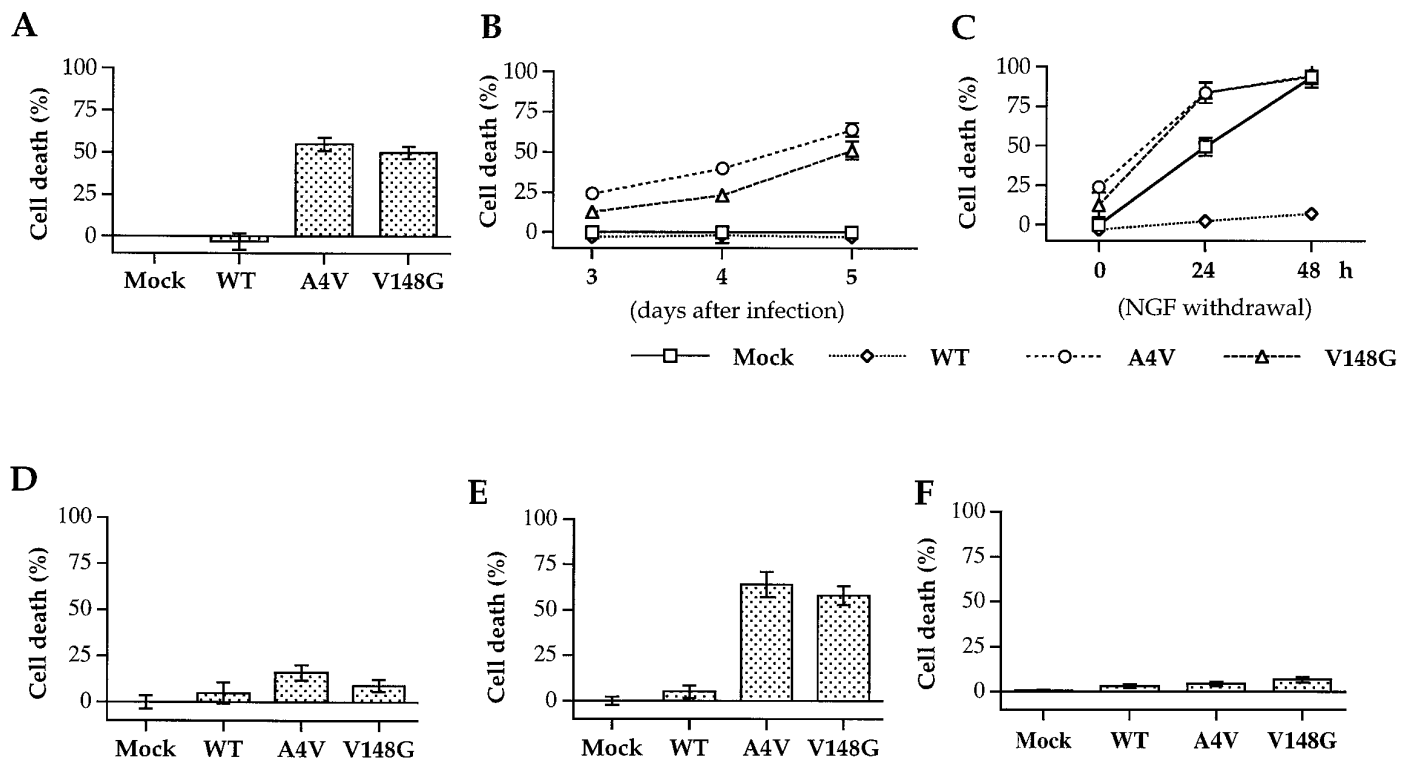 A
Cell death (%)
100
75
50
25
0
Mock WT A4V V148G
B
Cell death (%)
100
75
50
25
0
3 4 5
(days after infection)
C
Cell death (%)
100
75
50
25
0
0 24 48 h
(NGF withdrawal)
Mock WT A4V V148G
D
Cell death (%)
100
75
50
25
0
Mock WT A4V V148G
E
Cell death (%)
100
75
50
25
0
Mock WT A4V V148G
F
Cell death (%)
100
75
50
25
0
Mock WT A4V V148G